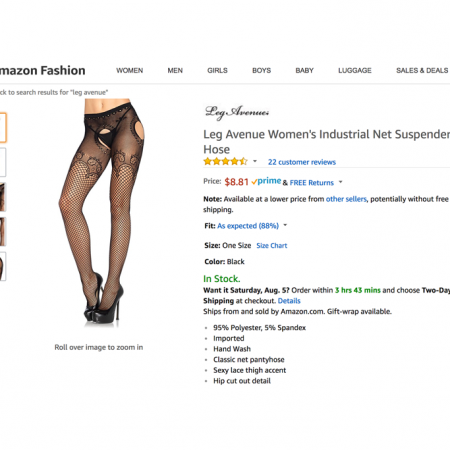 mazon Fashion
WOMEN MEN GIRLS BOYS BABY LUGGAGE SALES & DEALS
ck to search results for "leg avenue"
Leg Avenues
Leg Avenue Women's Industrial Net Suspender
Hose
22 customer reviews
Price: $8.81 prime & FREE Returns
Note: Available at a lower price from other sellers, potentially without free
shipping.
Fit: As expected (88%)
Size: One Size Size Chart
Color: Black
In Stock.
Want it Saturday, Aug. 5? Order within 3 hrs 43 mins and choose Two-Day
Shipping at checkout. Details
Ships from and sold by Amazon.com. Gift-wrap available.
Roll over image to zoom in
95% Polyester, 5% Spandex
Imported
Hand Wash
Classic net pantyhose
Sexy lace thigh accent
Hip cut out detail